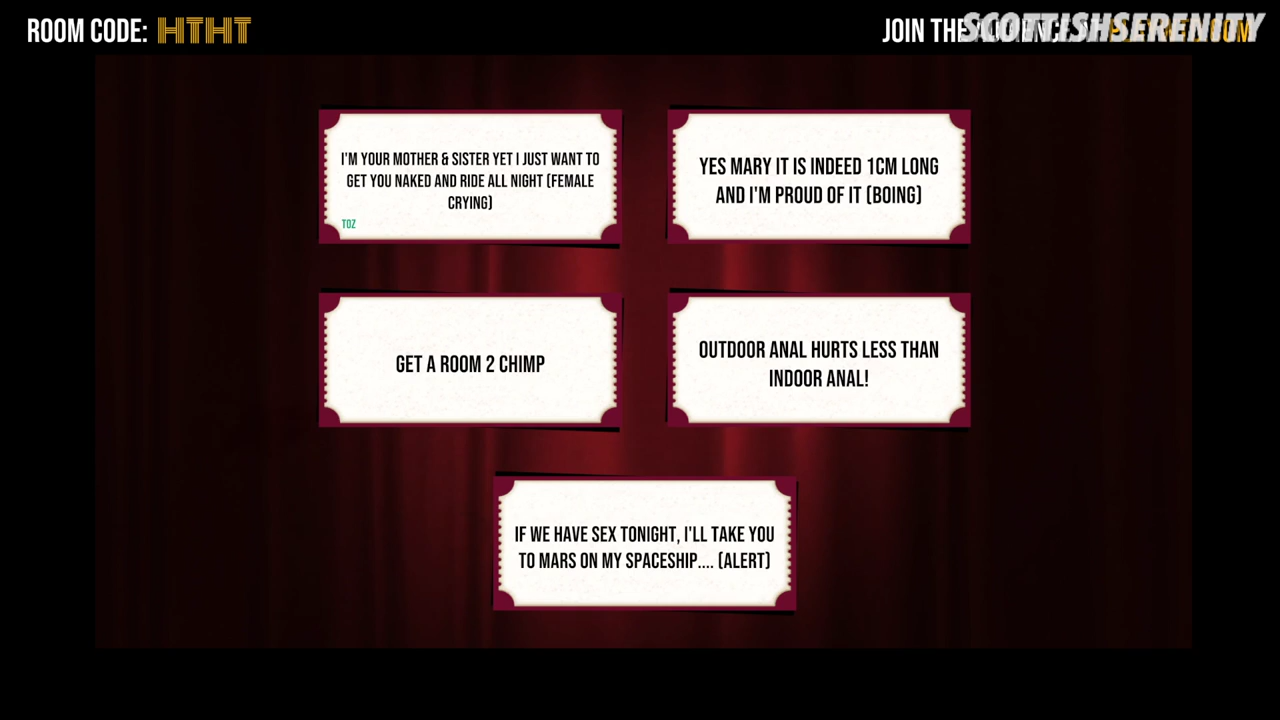 ROOM CODE: HTHT
JOIN THE
SCOTTISHSERENITY
I'M YOUR MOTHER & SISTER YET I JUST WANT TO
GET YOU NAKED AND RIDE ALL NIGHT (FEMALE
CRYING)
TOZ
YES MARY IT IS INDEED 1CM LONG
AND I'M PROUD OF IT (BOING)
GET A ROOM 2 CHIMP
OUTDOOR ANAL HURTS LESS THAN
INDOOR ANAL!
IF WE HAVE SEX TONIGHT, I'LL TAKE YOU
TO MARS ON MY SPACESHIP.... (ALERT)